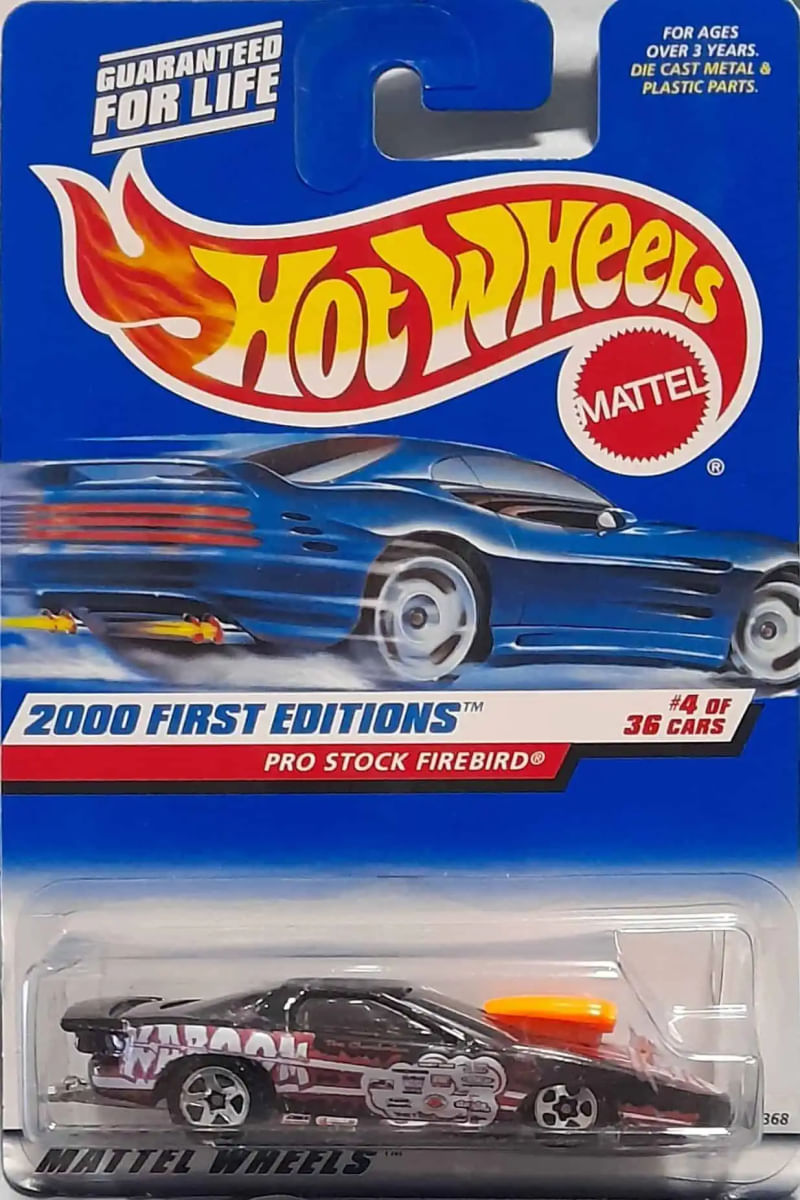 GUARANTEED
FOR LIFE
FOR AGES
OVER 3 YEARS.
DIE CAST METAL &
PLASTIC PARTS.
HOT WHEELS
MATTEL
®
2000 FIRST EDITIONS™
#4 OF
36 CARS
PRO STOCK FIREBIRD®
KABOOM
368
MATTEL WHEELS™